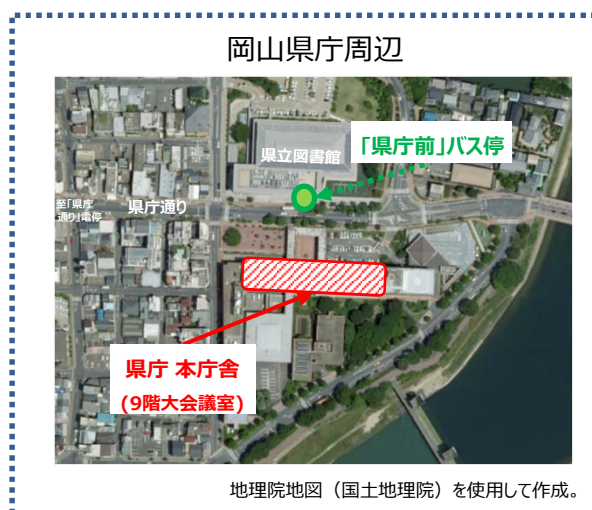 岡山県庁周辺
「県庁前」バス停
県立図書館
至「県庁
通り」電停
県庁通り
県庁 本庁舎
(9階大会議室)
地理院地図（国土地理院）を使用して作成。